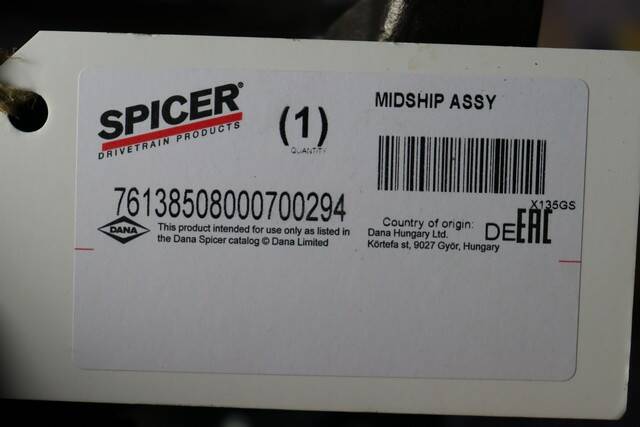 SPICER®
DRIVETRAIN PRODUCTS
(1)
QUANTITY
MIDSHIP ASSY
X135GS
76138508000700294
DANA
This product intended for use only as listed in
the Dana Spicer catalog © Dana Limited
Country of origin: DE
Dana Hungary Ltd.
Körtefa st, 9027 Győr, Hungary
EAC